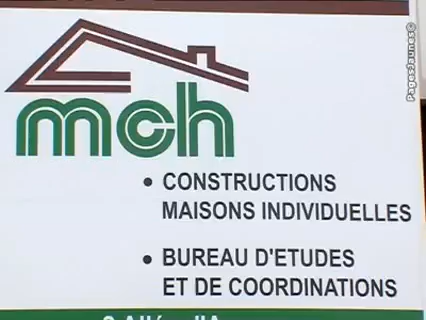 mch
• CONSTRUCTIONS
MAISONS INDIVIDUELLES
• BUREAU D'ETUDES
ET DE COORDINATIONS
PagesJaunes©